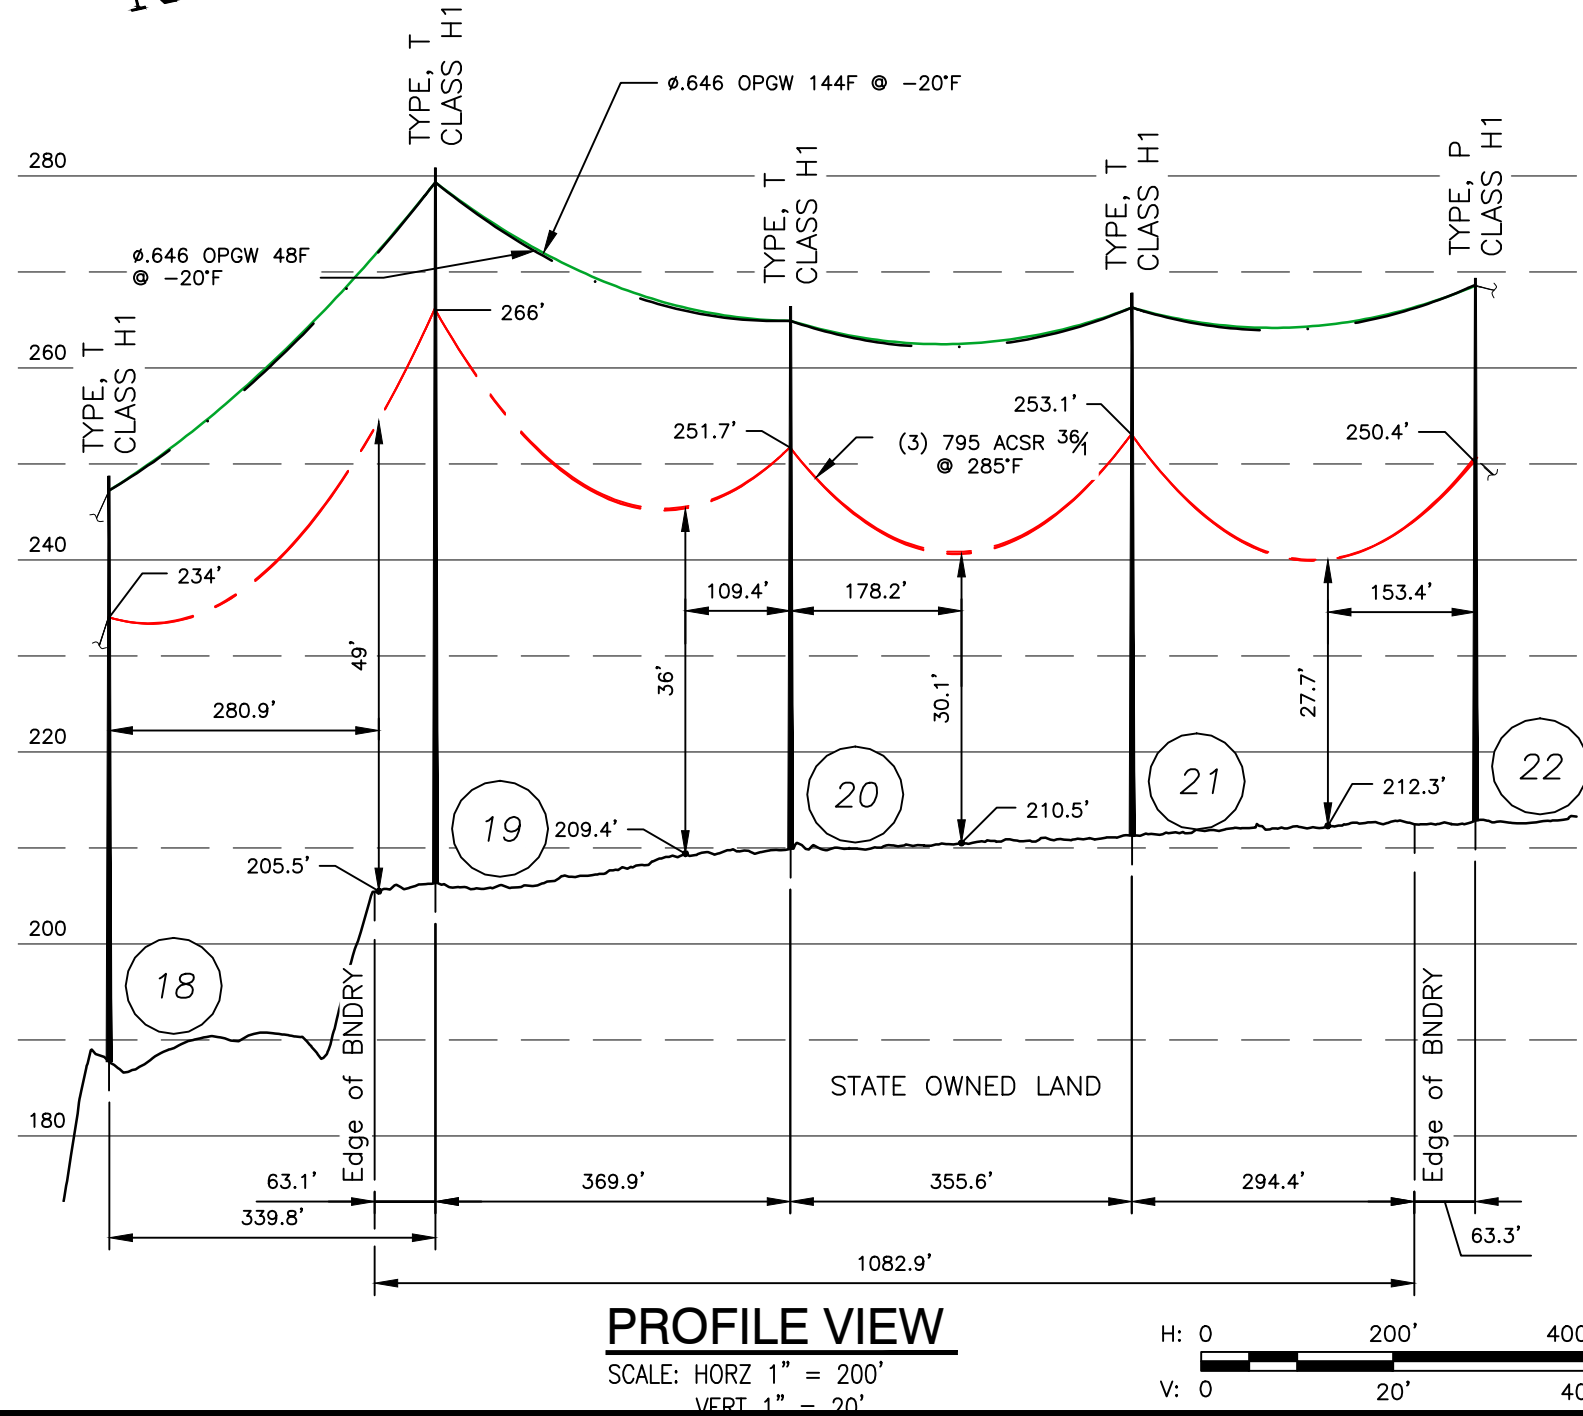 TYPE, T
CLASS H1
ø.646 OPGW 144F @ -20°F
TYPE, T
CLASS H1
TYPE, T
CLASS H1
TYPE, P
CLASS H1
280
ø.646 OPGW 48F
@ -20°F
266'
TYPE, T
CLASS H1
260
253.1'
251.7'
(3) 795 ACSR 36/1
@ 285°F
250.4'
240
234'
109.4'
178.2'
153.4'
49'
36'
30.1'
27.7'
280.9'
220
18
19
20
21
22
209.4'
210.5'
212.3'
205.5'
200
Edge of BNDRY
STATE OWNED LAND
Edge of BNDRY
180
63.1'
369.9'
355.6'
294.4'
339.8'
63.3'
1082.9'
PROFILE VIEW
SCALE: HORZ 1" = 200'
VERT 1" = 20'
H: 0 200' 400
V: 0 20' 40